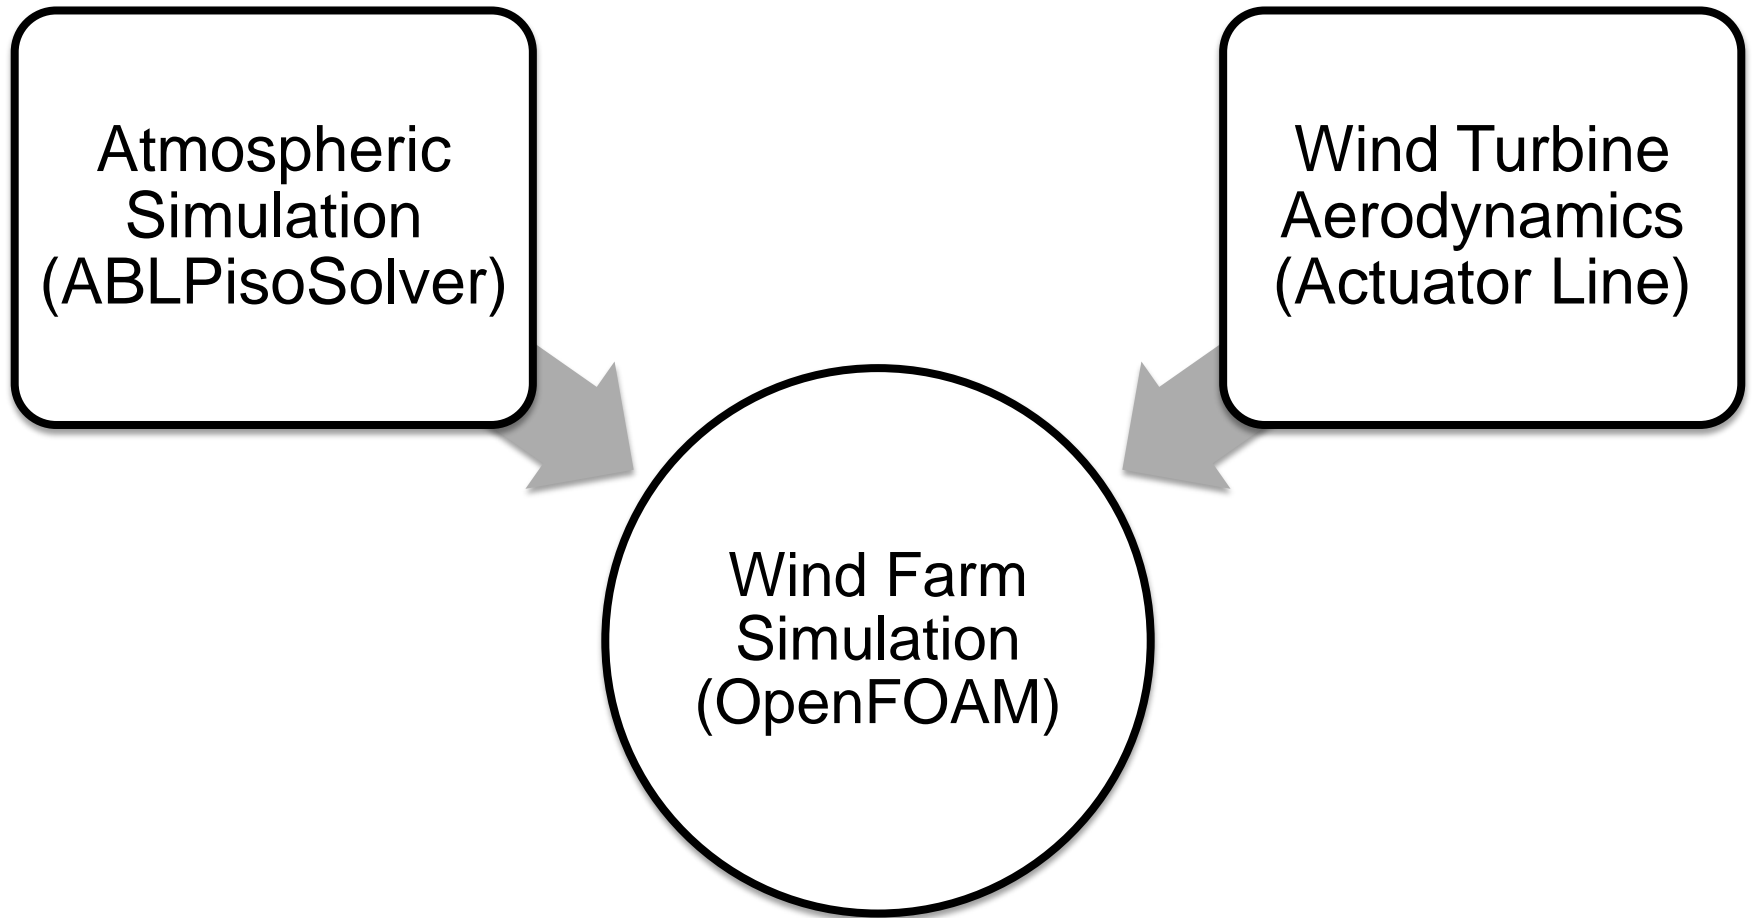 Atmospheric
Simulation
(ABLPisoSolver)
Wind Turbine
Aerodynamics
(Actuator Line)
Wind Farm
Simulation
(OpenFOAM)